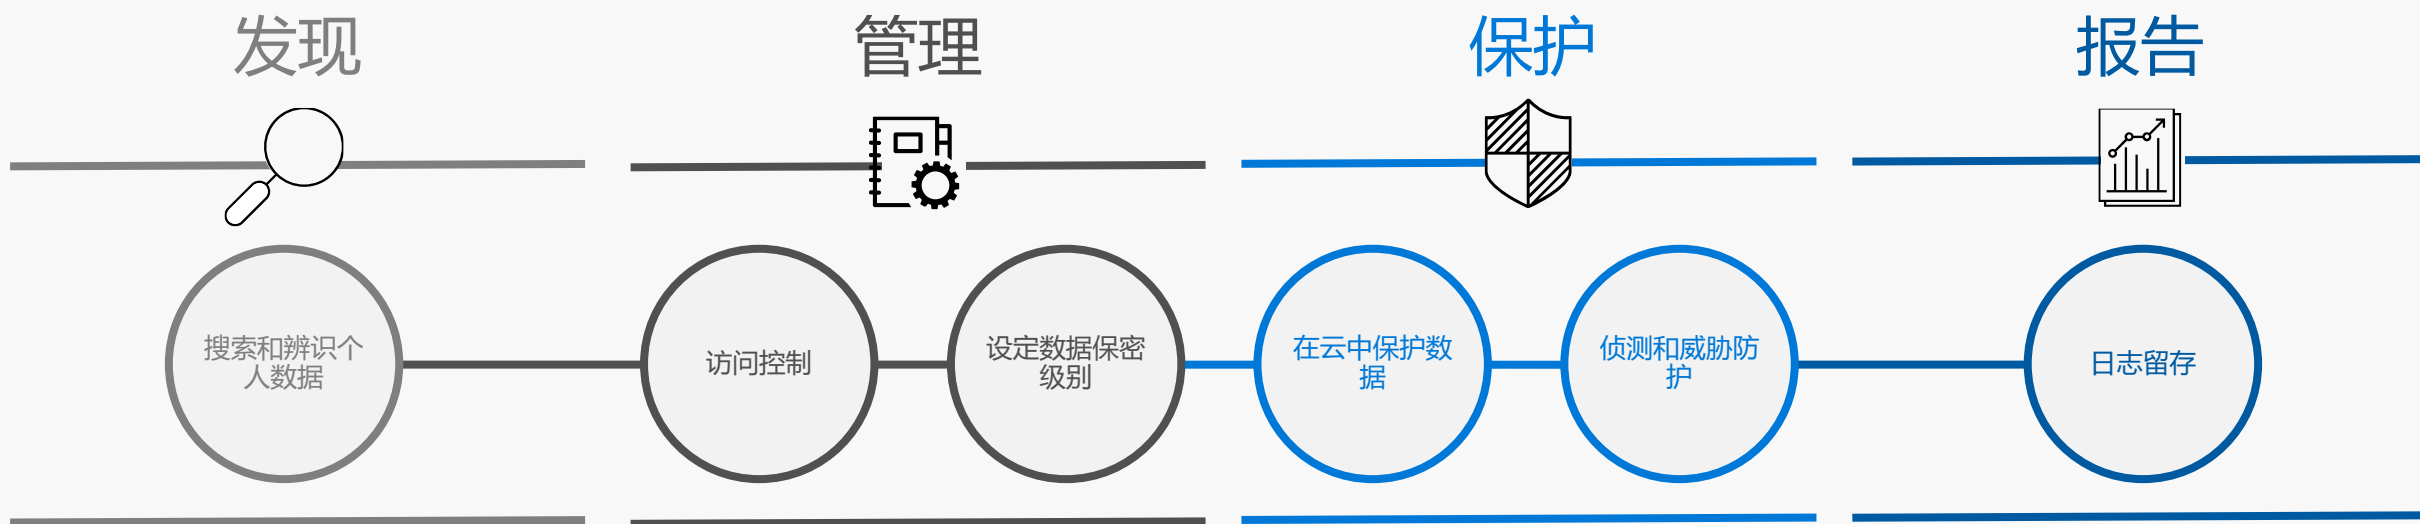 发现
管理
保护
报告
搜索和辨识个
人数据
访问控制
设定数据保密
级别
在云中保护数
据
侦测和威胁防
护
日志留存